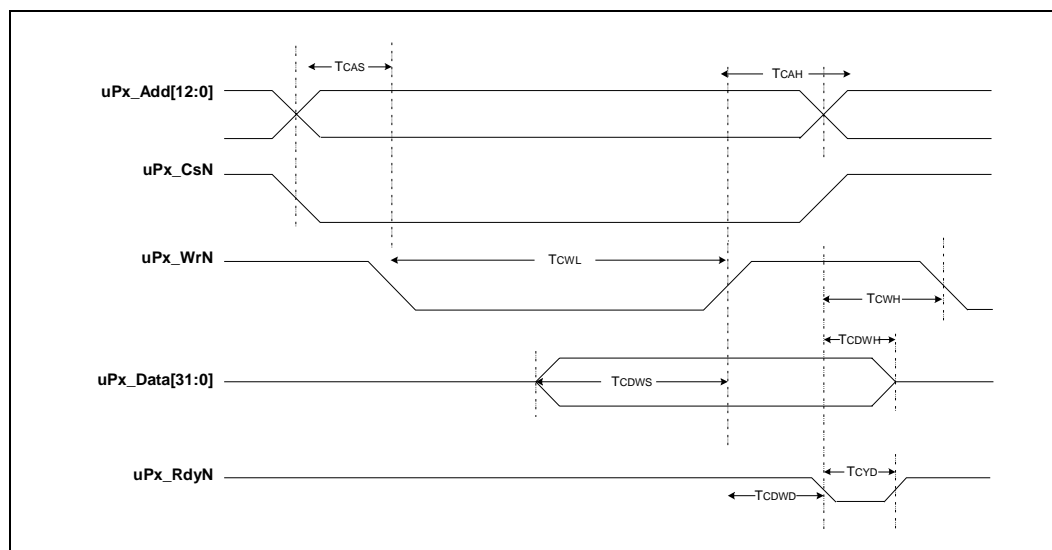 TCAS
TCAH
uPx_Add[12:0]
uPx_CsN
uPx_WrN
TCWL
TCWH
TCDWH
uPx_Data[31:0]
TCDWS
uPx_RdyN
TCYD
TCDWD